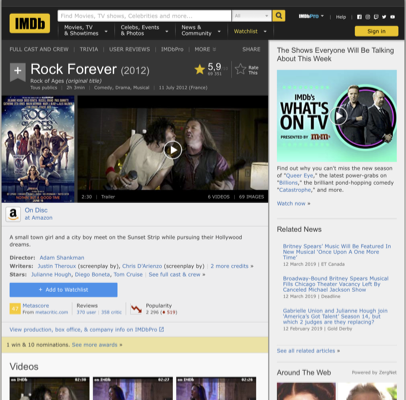 IMDb
Find Movies, TV shows, Celebrities and more...
All
IMDbPro
Help
Movies, TV
& Showtimes
Celebs, Events
& Photos
News &
Community
Watchlist
Sign in
FULL CAST AND CREW | TRIVIA | USER REVIEWS | IMDbPro | MORE
SHARE
Rock Forever (2012)
Rock of Ages (original title)
Tous publics | 2h 3min | Comedy, Drama, Musical | 11 July 2012 (France)
5,9
Rate
This
2:30 | Trailer
6 VIDEOS | 69 IMAGES
On Disc
at Amazon
A small town girl and a city boy meet on the Sunset Strip while pursuing their Hollywood
dreams.
Director: Adam Shankman
Writers: Justin Theroux (screenplay by), Chris D'Arienzo (screenplay by) | 2 more credits »
Stars: Julianne Hough, Diego Boneta, Tom Cruise | See full cast & crew »
+ Add to Watchlist
Metascore
From metacritic.com
Reviews
370 user | 358 critic
Popularity
2 296
View production, box office, & company info on IMDbPro
1 win & 10 nominations. See more awards »
Videos
The Shows Everyone Will Be Talking
About This Week
IMDb's
WHAT'S
ON TV
PRESENTED BY
Find out why you can't miss the new season
of "Queer Eye," the latest power-grabs on
"Billions," the brilliant pond-hopping comedy
"Catastrophe," and more.
Watch now »
Related News
Britney Spears' Music Will Be Featured In
New Musical 'Once Upon A One More
Time'
12 March 2019 | ET Canada
Broadway-Bound Britney Spears Musical
Fills Chicago Theater Vacancy Left By
Canceled Michael Jackson Show
12 March 2019 | Deadline
Gabrielle Union and Julianne Hough join
'America's Got Talent' Season 14, but
which 2 judges are they replacing?
12 February 2019 | Gold Derby
See all related articles »
Around The Web
Powered by ZergNet